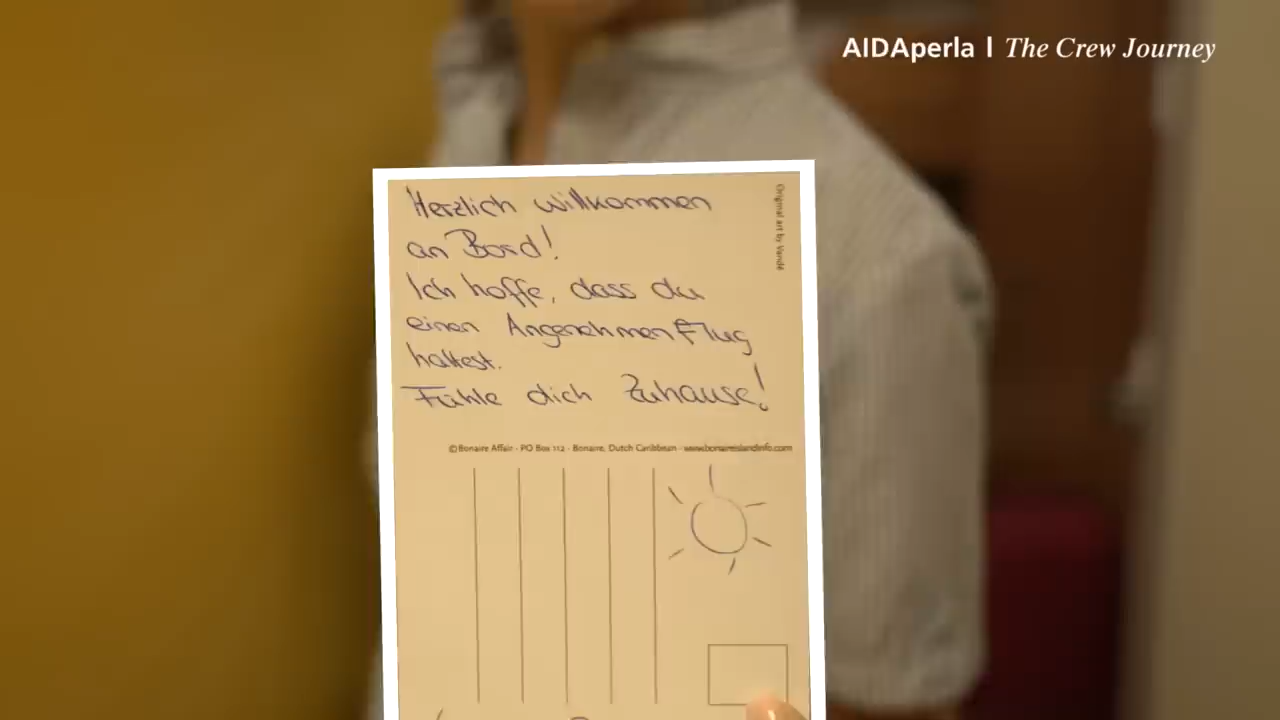 AIDAperla | The Crew Journey
Herzlich willkommen
an Bord!
Ich hoffe, dass du
einen Angenehmen Flug
hattest.
Fühle dich Zuhause!
Original art by Vandé
©Bonaire Affair - PO Box 112 - Bonaire, Dutch Caribbean - www.bonaireislandinfo.com